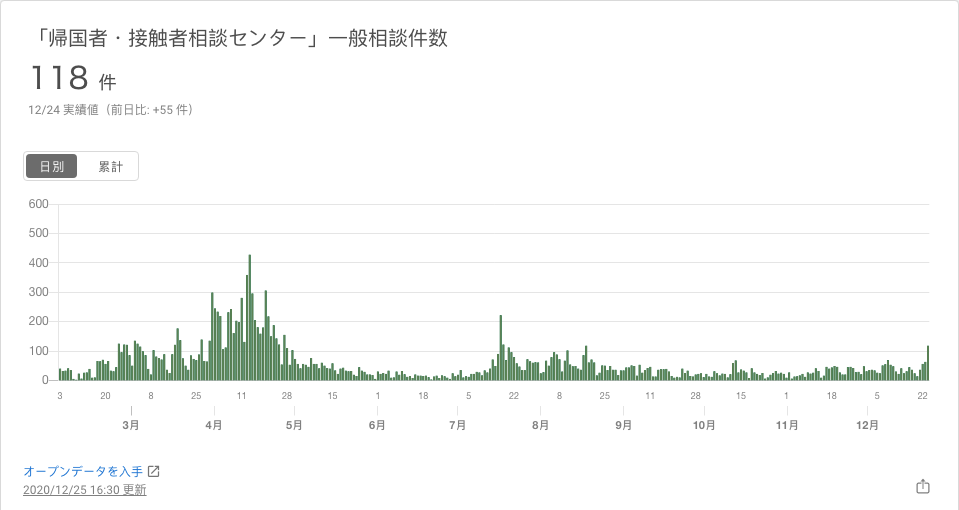 「帰国者・接触者相談センター」一般相談件数
118 件
12/24 実績値（前日比: +55 件）
日別 累計
600
500
400
300
200
100
0
3 20 8 25 11 28 15 1 18 5 22 8 25 11 28 15 1 18 5 22
3月 4月 5月 6月 7月 8月 9月 10月 11月 12月
オープンデータを入手
2020/12/25 16:30 更新